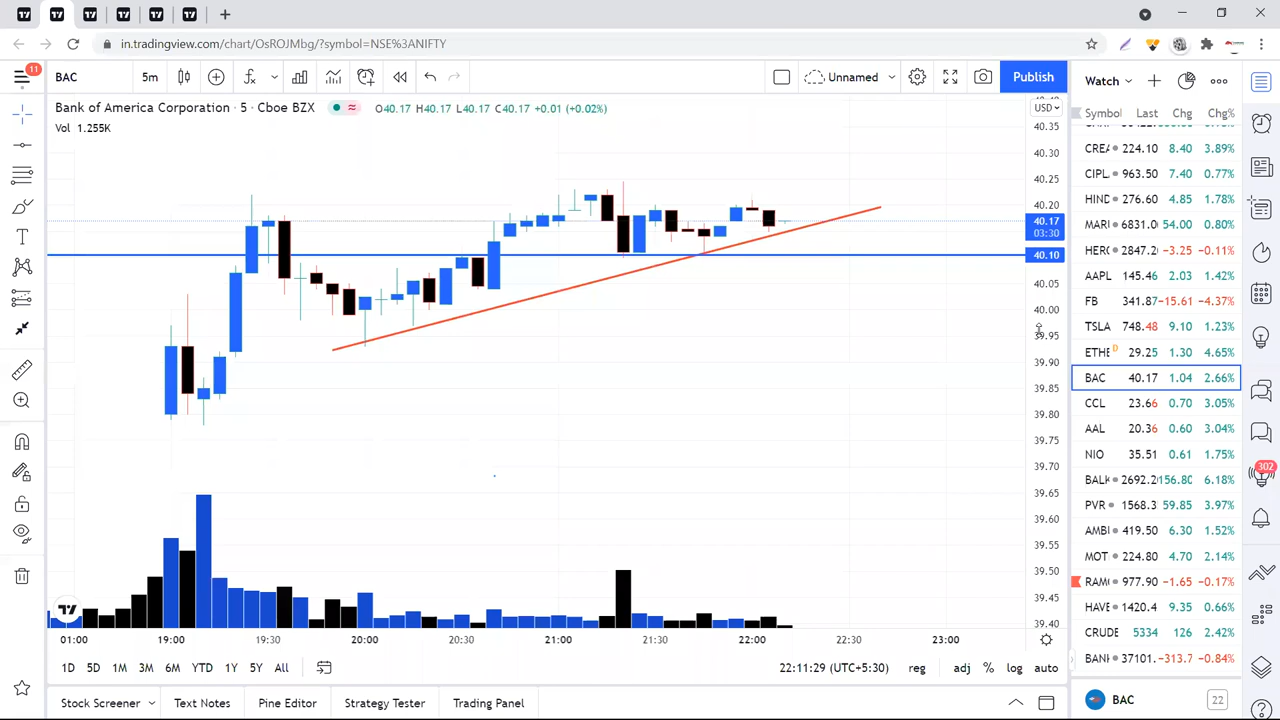 in.tradingview.com/chart/OsROJMbg/?symbol=NSE%3ANIFTY
11
BAC
5m
Unnamed
Publish
Watch
Bank of America Corporation · 5 · Cboe BZX
O40.17 H40.17 L40.17 C40.17 +0.01 (+0.02%)
Vol 1.255K
USD
40.35
40.30
40.25
40.20
40.17
03:30
40.10
40.05
40.00
39.95
39.90
39.85
39.80
39.75
39.70
39.65
39.60
39.55
39.50
39.45
39.40
01:00 19:00 19:30 20:00 20:30 21:00 21:30 22:00 22:30 23:00
1D 5D 1M 3M 6M YTD 1Y 5Y All
22:11:29 (UTC+5:30) reg adj % log auto
Stock Screener Text Notes Pine Editor Strategy Tester Trading Panel
Symbol Last Chg Chg%
CREA 224.10 8.40 3.89%
CIPL 963.50 7.40 0.77%
HIND 276.60 4.85 1.78%
MARI 6831.0 54.00 0.80%
HERO 2847.2 −3.25 −0.11%
AAPL 145.46 2.03 1.42%
FB 341.87 −15.61 −4.37%
TSLA 748.48 9.10 1.23%
ETHE D 29.25 1.30 4.65%
BAC 40.17 1.04 2.66%
CCL 23.66 0.70 3.05%
AAL 20.36 0.60 3.04%
NIO 35.51 0.61 1.75%
BALK 2692.2 156.80 6.18%
PVR 1568.3 59.85 3.97%
AMBI 419.50 6.30 1.52%
MOT 224.80 4.70 2.14%
RAMC 977.90 −1.65 −0.17%
HAVE 1420.4 9.35 0.66%
CRUDE 5334 126 2.42%
BANK 37101. −313.7 −0.84%
BAC 22
302